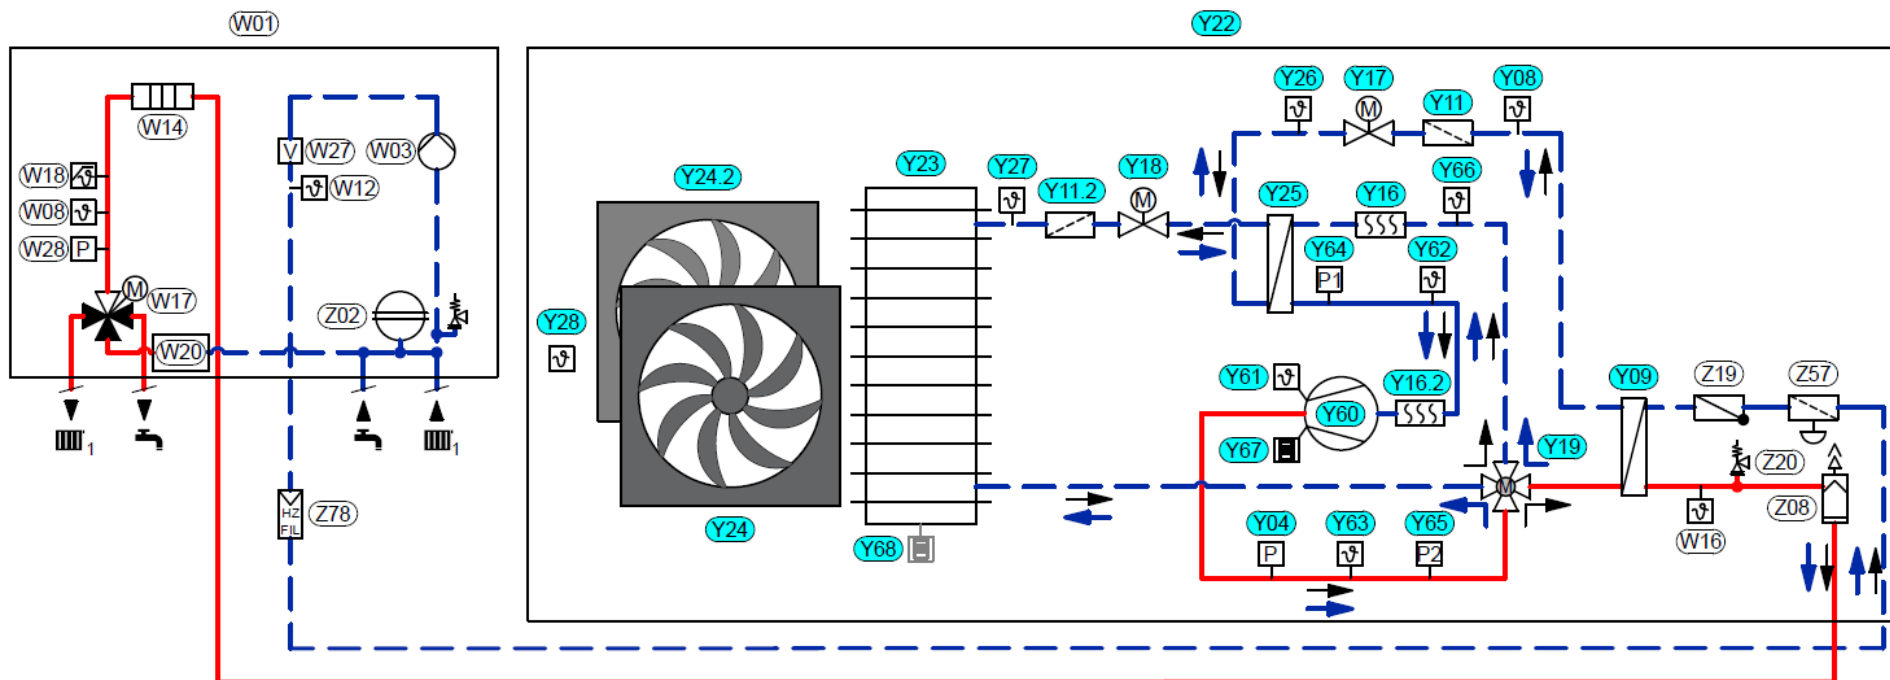 W01
Y22
W14
W18
ϑ
W08
ϑ
W28
P
M
W17
W20
V
W27
W03
ϑ
W12
Z02
1
1
HZ
FIL
Z78
Y24.2
Y24
Y28
ϑ
Y23
Y68
Y27
ϑ
Y11.2
Y18
M
Y26
ϑ
Y17
M
Y11
Y08
ϑ
Y25
Y16
Y66
ϑ
Y64
P1
Y62
ϑ
Y61
ϑ
Y60
Y67
Y16.2
Y19
M
Y04
P
Y63
ϑ
Y65
P2
Y09
Z19
Z57
Z20
Z08
ϑ
W16